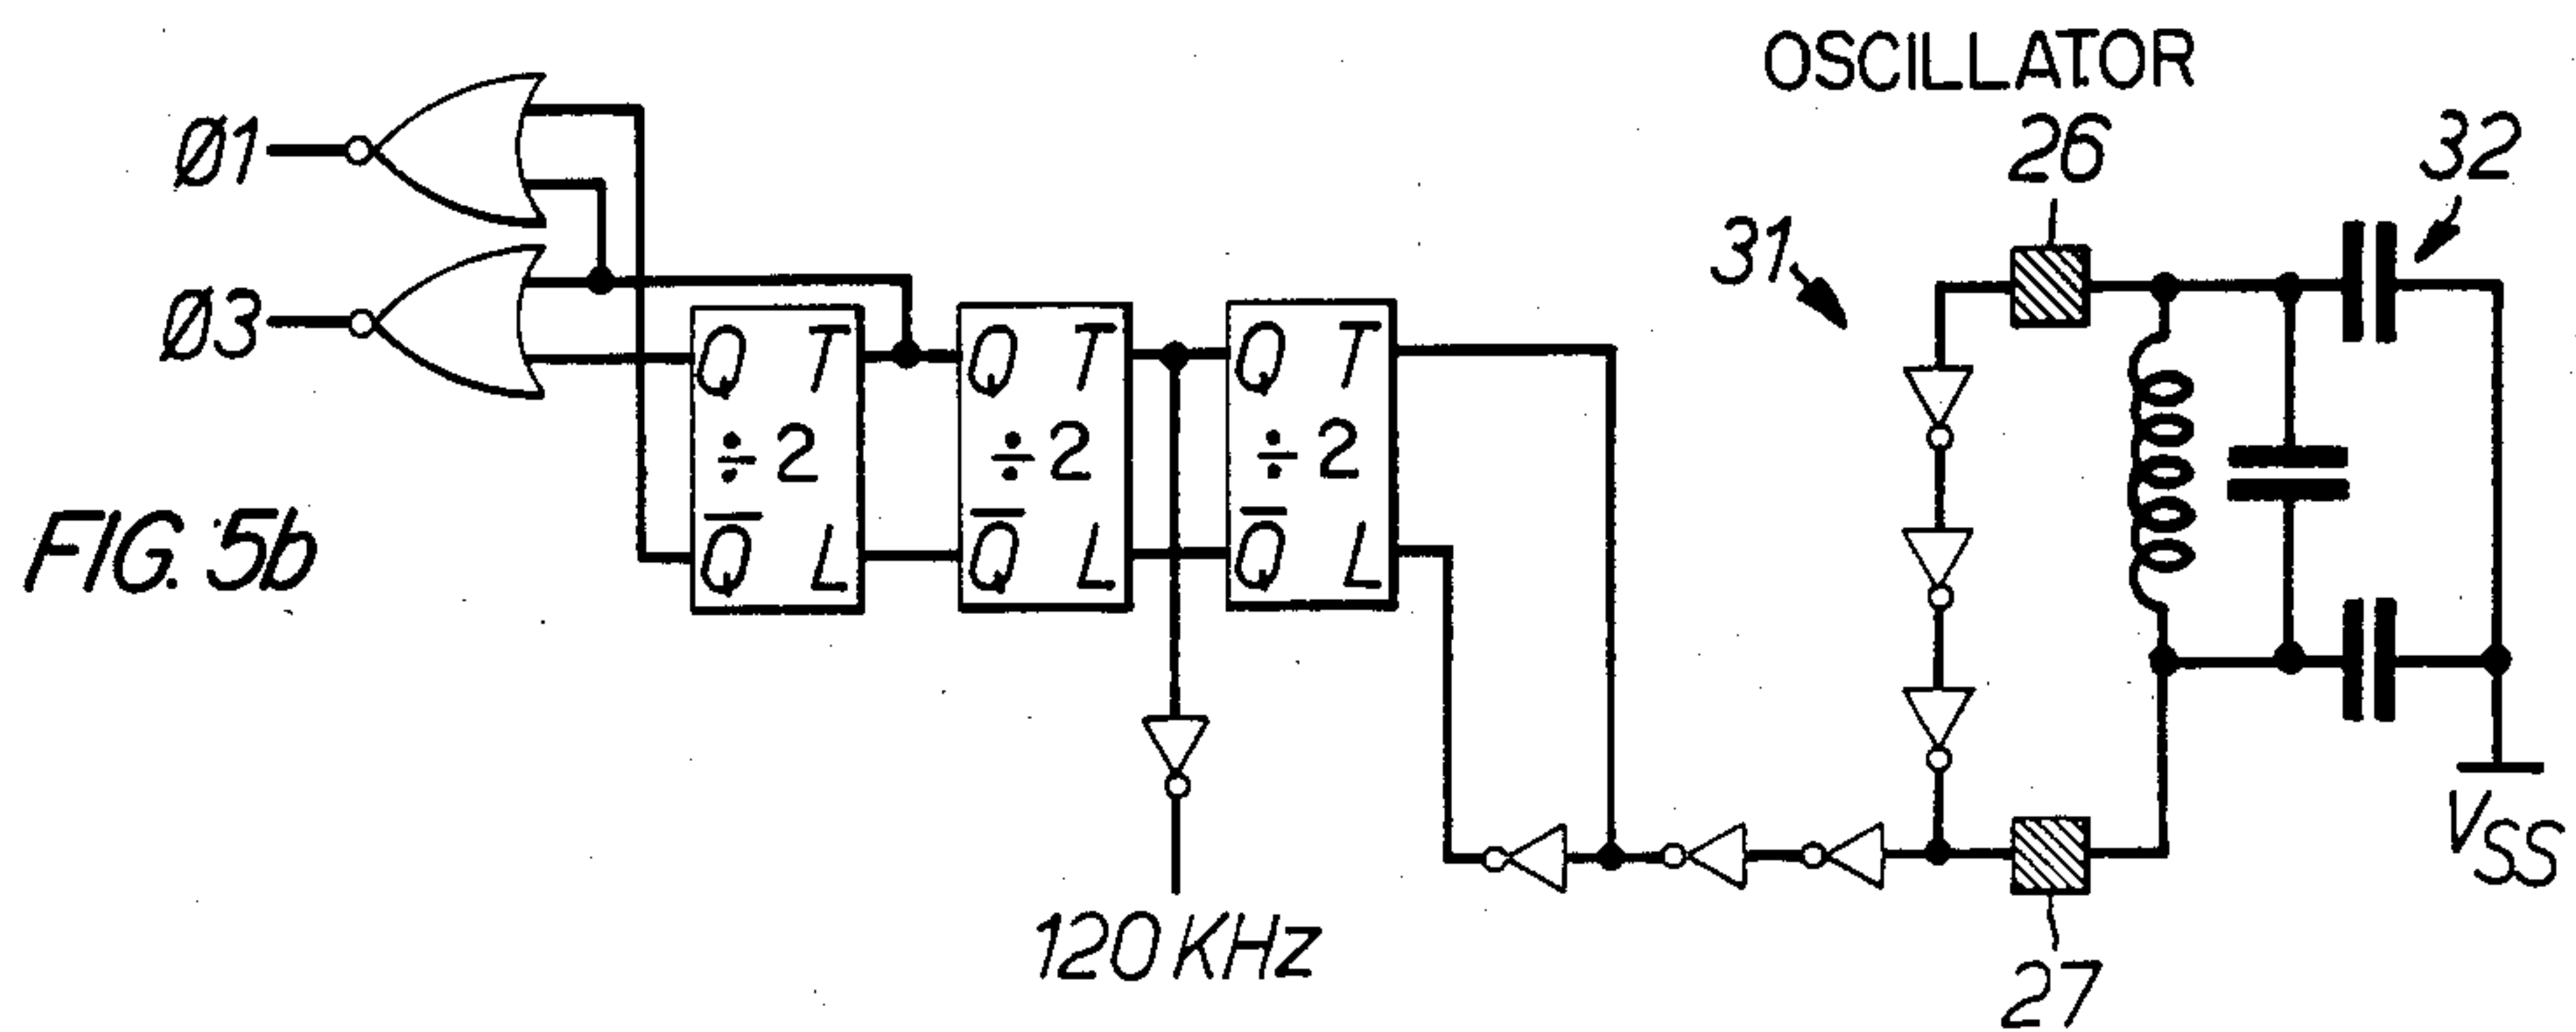 OSCILLATOR
26
32
31
Ø1
Ø3
Q T
÷2
Q̅ L
Q T
÷2
Q̅ L
Q T
÷2
Q̅ L
FIG. 5b
120 KHz
27
VSS